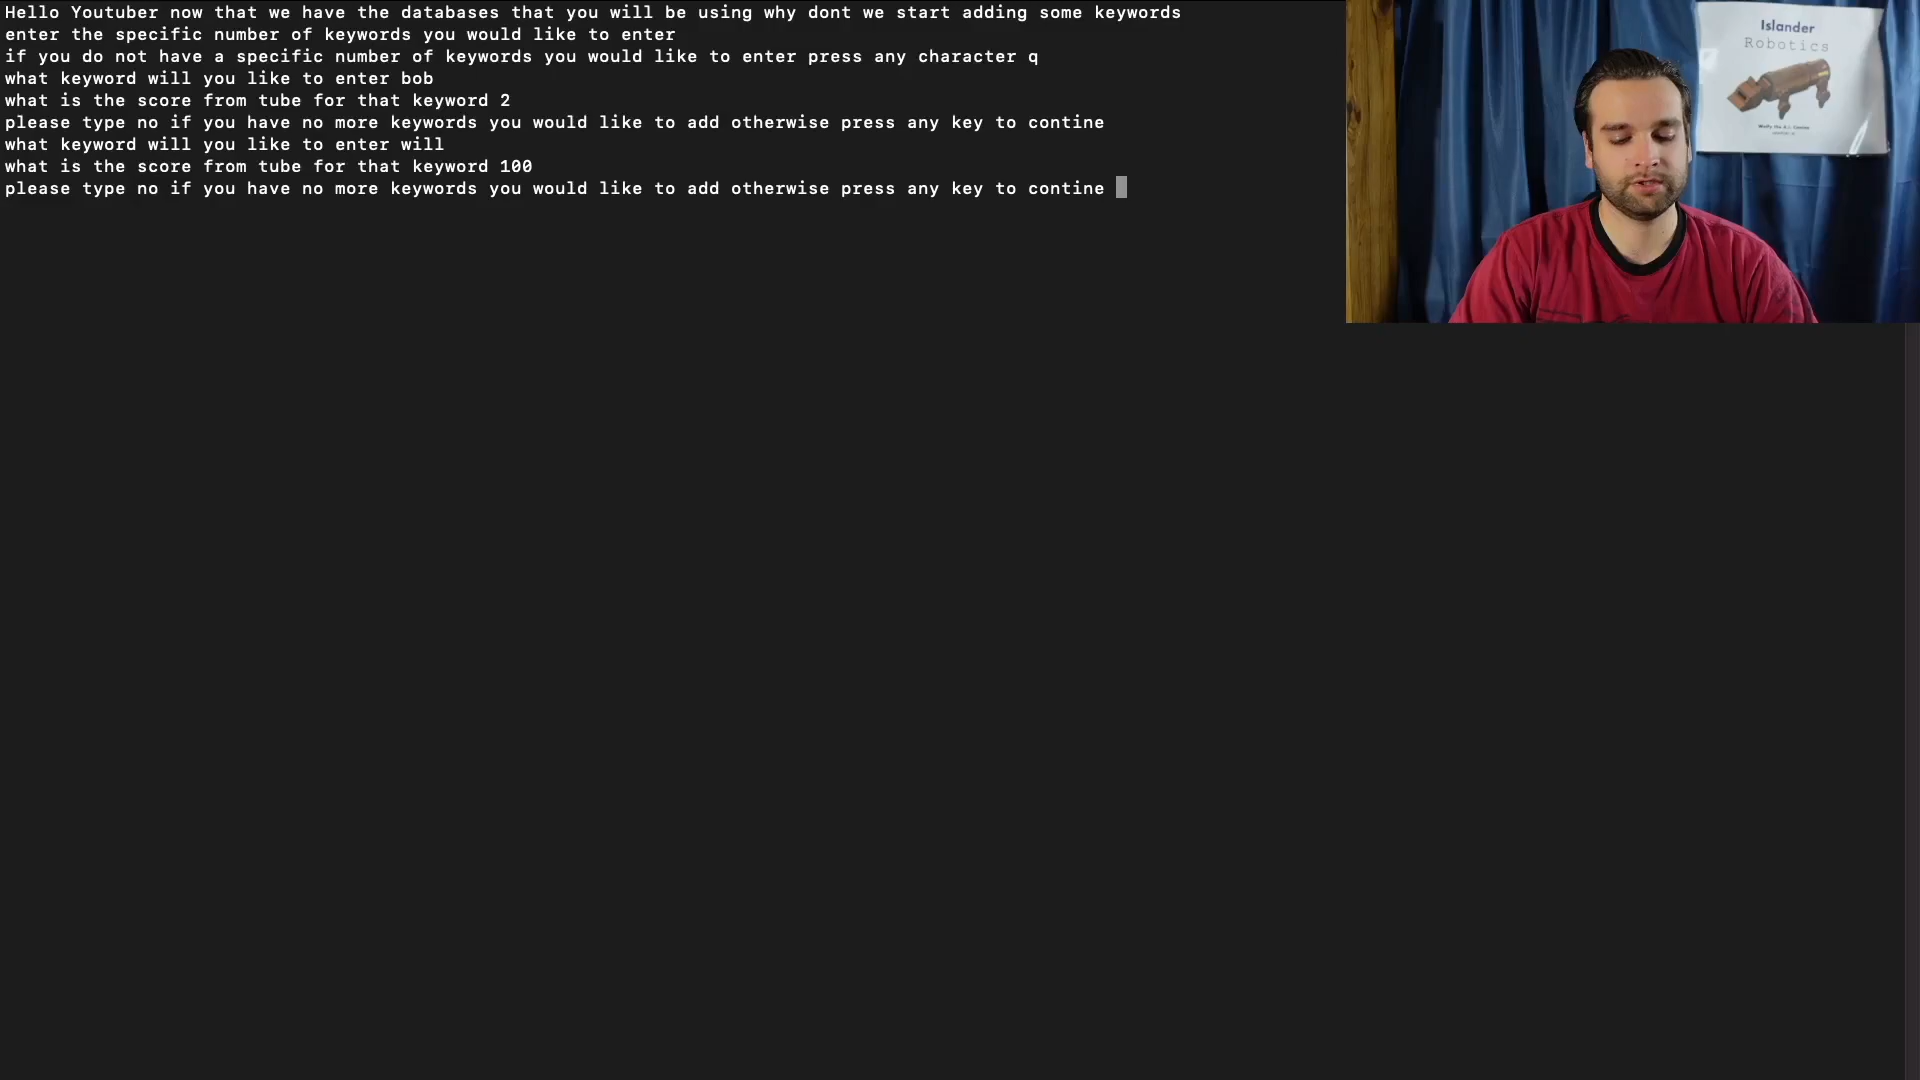 Hello Youtuber now that we have the databases that you will be using why dont we start adding some keywords
enter the specific number of keywords you would like to enter
if you do not have a specific number of keywords you would like to enter press any character q
what keyword will you like to enter bob
what is the score from tube for that keyword 2
please type no if you have no more keywords you would like to add otherwise press any key to contine
what keyword will you like to enter will
what is the score from tube for that keyword 100
please type no if you have no more keywords you would like to add otherwise press any key to contine
Islander
Robotics